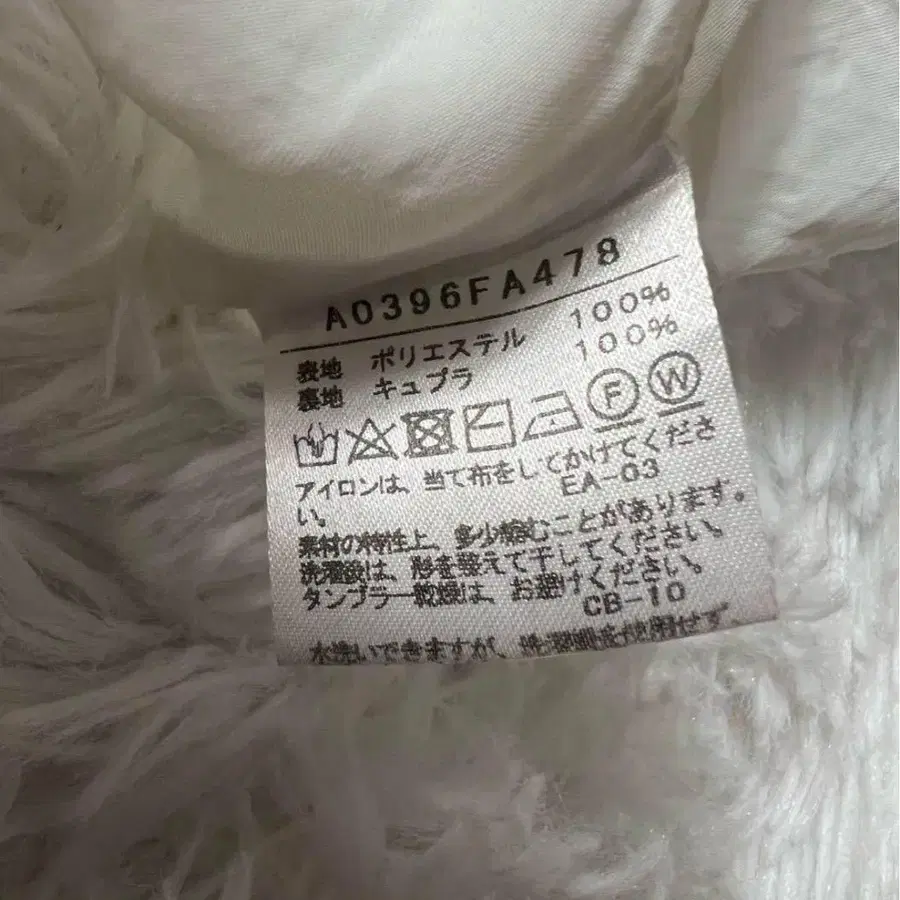 A0396FA478
表地 ポリエステル 100%
裏地 キュプラ 100%
F W
アイロンは、当て布をしてかけてくださ
い。 EA-03
素材の特性上、多少縮むことがあります。
洗濯後は、形を整えて干してください。
タンブラー乾燥は、お避けください。
CB-10
水洗いできますが、洗濯機を使用せず、